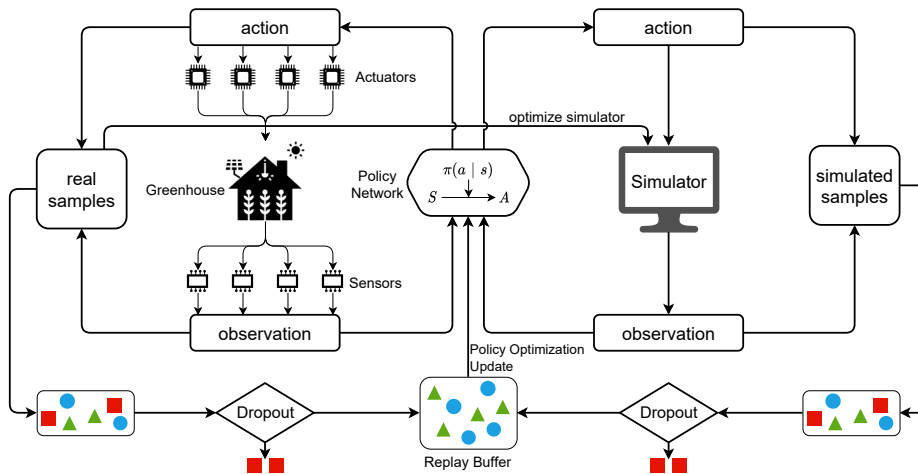 action
action
Actuators
optimize simulator
real
samples
Greenhouse
Policy
Network
π(a | s)
S
A
Simulator
simulated
samples
Sensors
observation
observation
Policy Optimization
Update
Dropout
Dropout
Replay Buffer